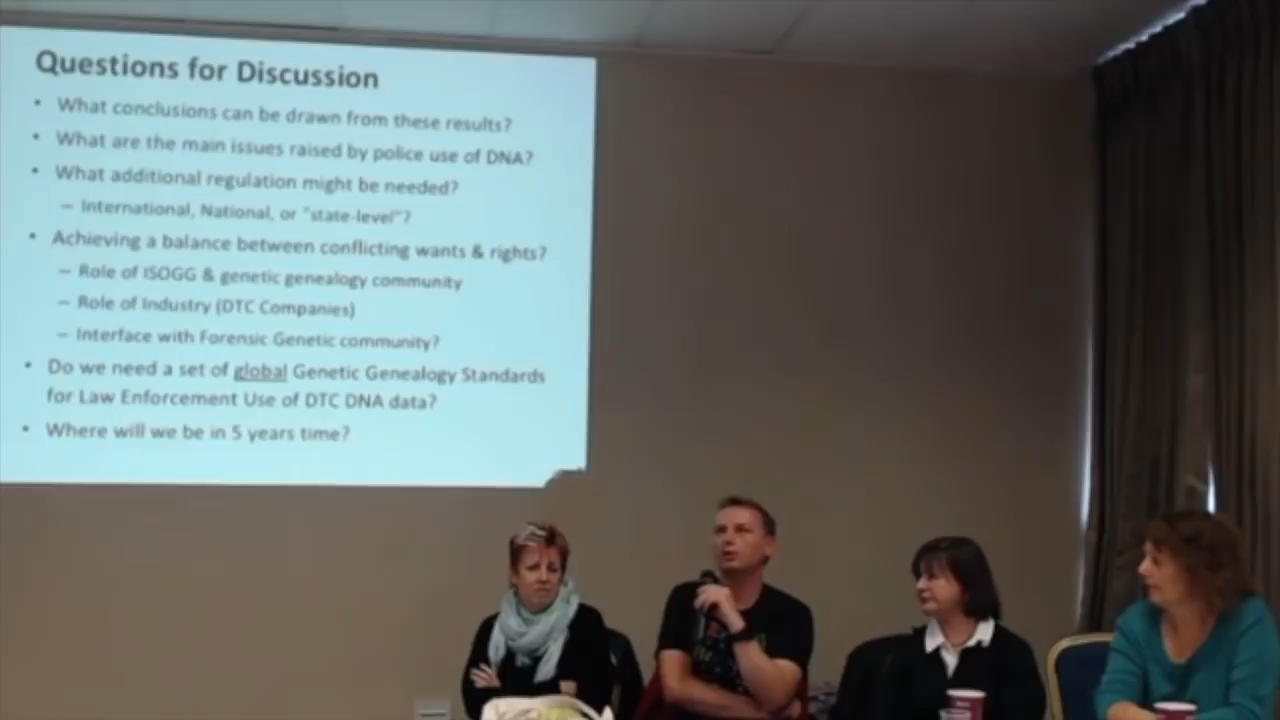 Questions for Discussion
• What conclusions can be drawn from these results?
• What are the main issues raised by police use of DNA?
• What additional regulation might be needed?
– International, National, or "state-level"?
• Achieving a balance between conflicting wants & rights?
– Role of ISOGG & genetic genealogy community
– Role of Industry (DTC Companies)
– Interface with Forensic Genetic community?
• Do we need a set of global Genetic Genealogy Standards
for Law Enforcement Use of DTC DNA data?
• Where will we be in 5 years time?